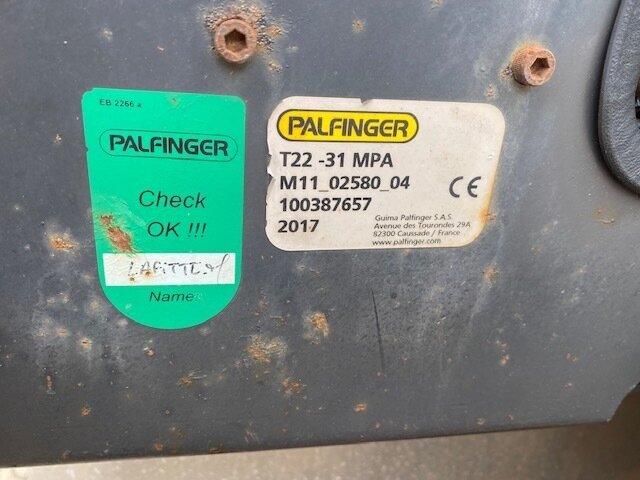 EB 2266 a
PALFINGER
Check
OK !!!
LAFITTE.
Name
PALFINGER
T22 -31 MPA
M11_02580_04
100387657
2017
CE
Guima Palfinger S.A.S.
Avenue des Tourondes 29A
82300 Caussade / France
www.palfinger.com